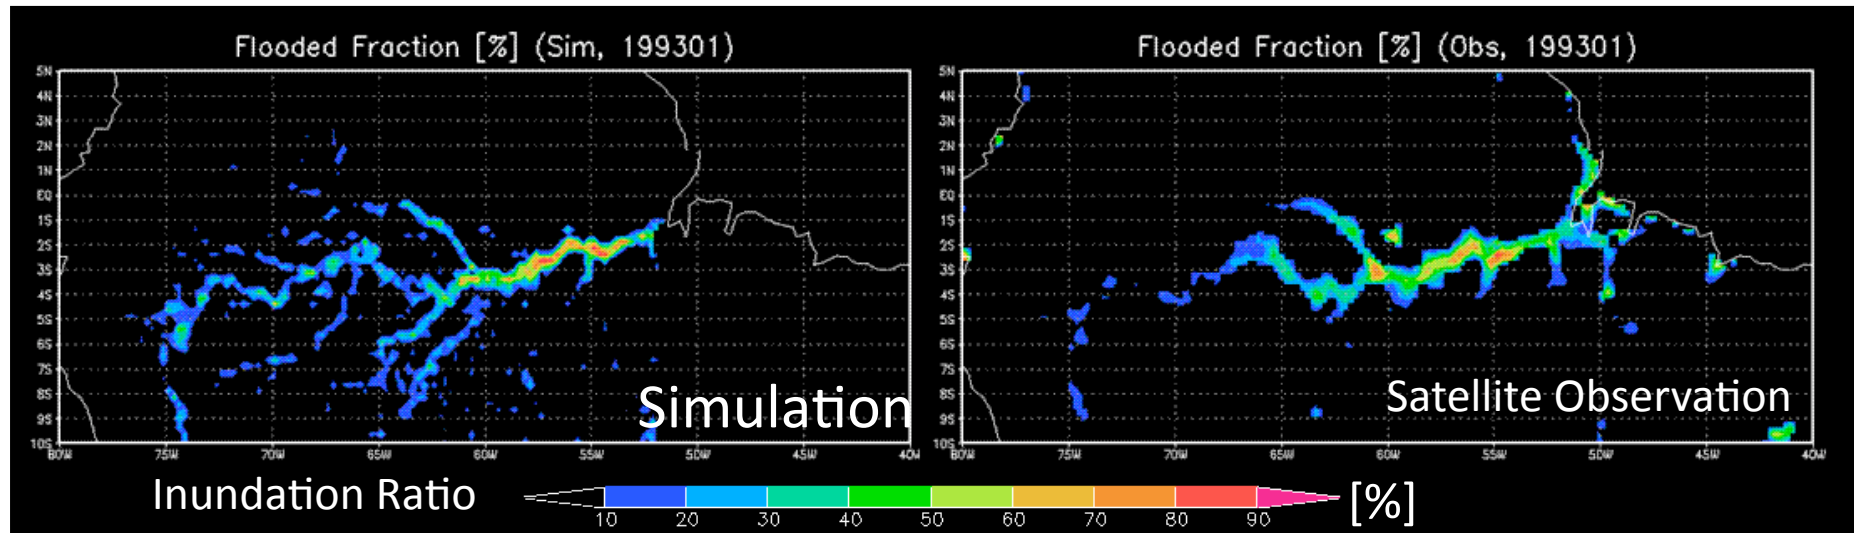 Flooded Fraction [%] (Sim, 199301)
Flooded Fraction [%] (Obs, 199301)
5N
4N
3N
2N
1N
EQ
1S
2S
3S
4S
5S
6S
7S
8S
9S
10S
80W 75W 70W 65W 60W 55W 50W 45W 40W
5N
4N
3N
2N
1N
EQ
1S
2S
3S
4S
5S
6S
7S
8S
9S
10S
80W 75W 70W 65W 60W 55W 50W 45W 40W
Simulation
Satellite Observation
Inundation Ratio
10 20 30 40 50 60 70 80 90
[%]